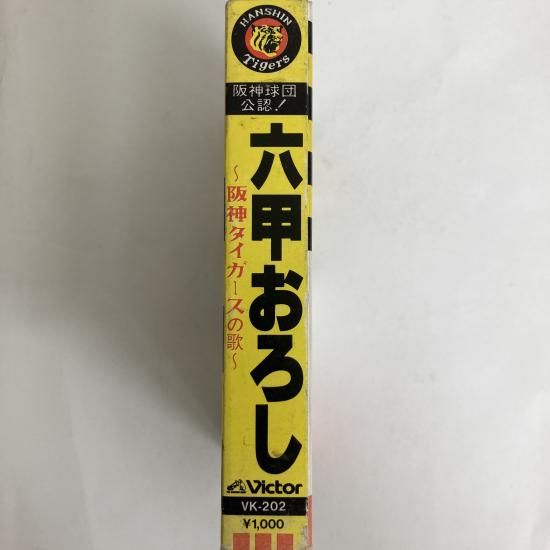 HANSHIN
Tigers
阪神球団
公認!
六甲おろし
〜阪神タイガースの歌〜
Victor
VK-202
¥1,000